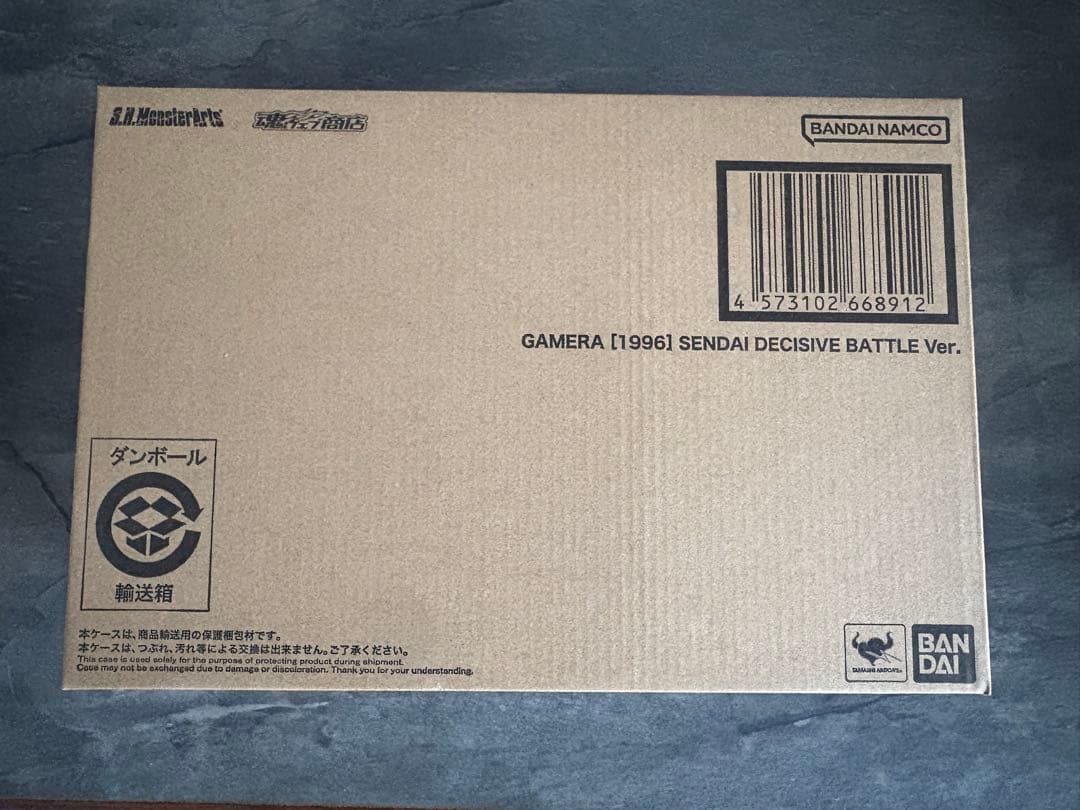 S.H.MonsterArts
魂ウェブ商店
BANDAI NAMCO
4 573102 668912
GAMERA [1996] SENDAI DECISIVE BATTLE Ver.
ダンボール
輸送箱
本ケースは、商品輸送用の保護梱包材です。
本ケースは、つぶれ、汚れ等による交換は出来ません。ご了承ください。
This case is used solely for the purpose of protecting product during shipment.
Case may not be exchanged due to damage or discoloration. Thank you for your understanding.
TAMASHII NATIONS
BAN
DAI